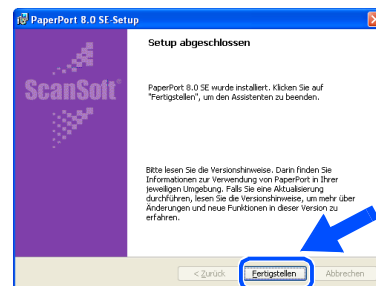 PaperPort 8.0 SE-Setup
Setup abgeschlossen
ScanSoft®
PaperPort 8.0 SE wurde installiert. Klicken Sie auf
"Fertigstellen", um den Assistenten zu beenden.
Bitte lesen Sie die Versionshinweise. Darin finden Sie
Informationen zur Verwendung von PaperPort in Ihrer
jeweiligen Umgebung. Falls Sie eine Aktualisierung
durchführen, lesen Sie die Versionshinweise, um mehr über
Änderungen und neue Funktionen in dieser Version zu
erfahren.
< Zurück
Fertigstellen
Abbrechen